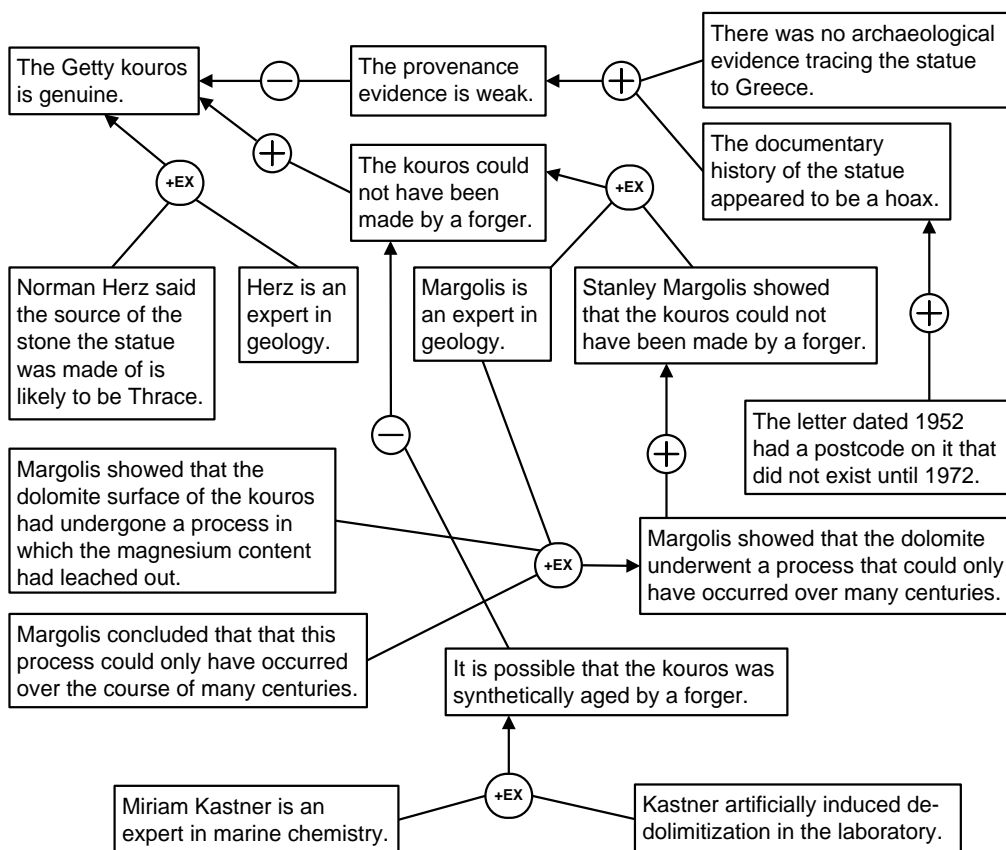 The Getty kouros
is genuine.
−
The provenance
evidence is weak.
+
There was no archaeological
evidence tracing the statue
to Greece.
The documentary
history of the statue
appeared to be a hoax.
+
The kouros could
not have been
made by a forger.
+EX
+EX
Norman Herz said
the source of the
stone the statue
was made of is
likely to be Thrace.
Herz is an
expert in
geology.
Margolis is
an expert in
geology.
Stanley Margolis showed
that the kouros could not
have been made by a forger.
+
−
+
The letter dated 1952
had a postcode on it that
did not exist until 1972.
Margolis showed that the
dolomite surface of the kouros
had undergone a process in
which the magnesium content
had leached out.
+EX
Margolis showed that the dolomite
underwent a process that could only
have occurred over many centuries.
Margolis concluded that that this
process could only have occurred
over the course of many centuries.
It is possible that the kouros was
synthetically aged by a forger.
+EX
Miriam Kastner is an
expert in marine chemistry.
Kastner artificially induced de-
dolimitization in the laboratory.